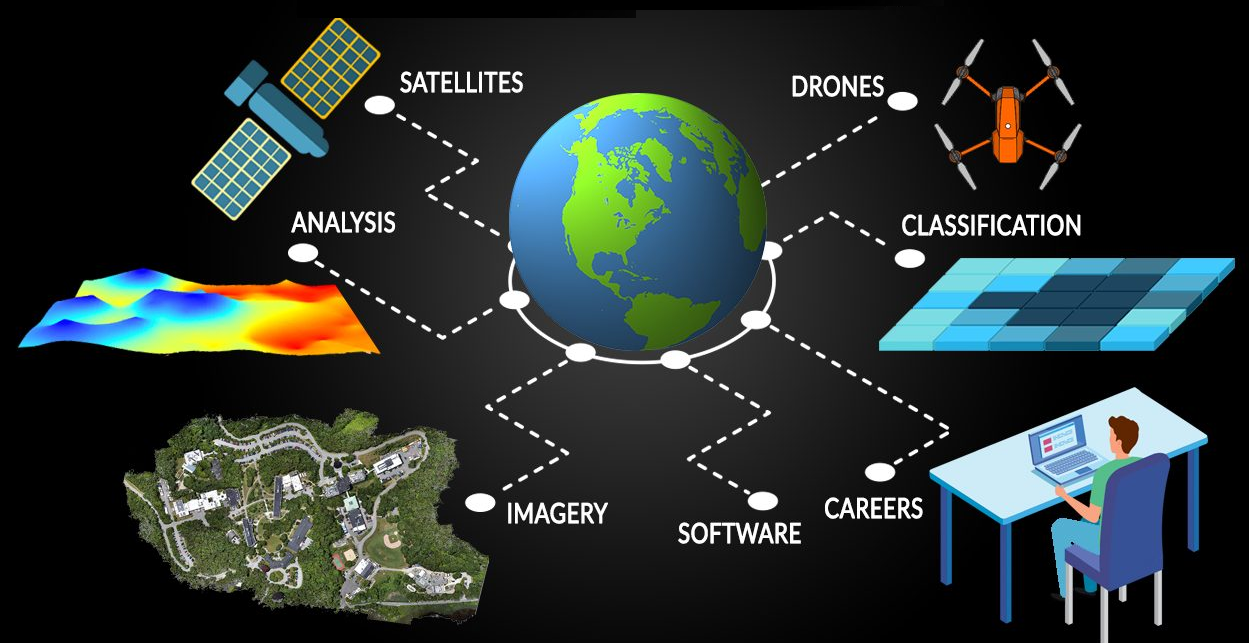 SATELLITES
DRONES
ANALYSIS
CLASSIFICATION
IMAGERY
SOFTWARE
CAREERS